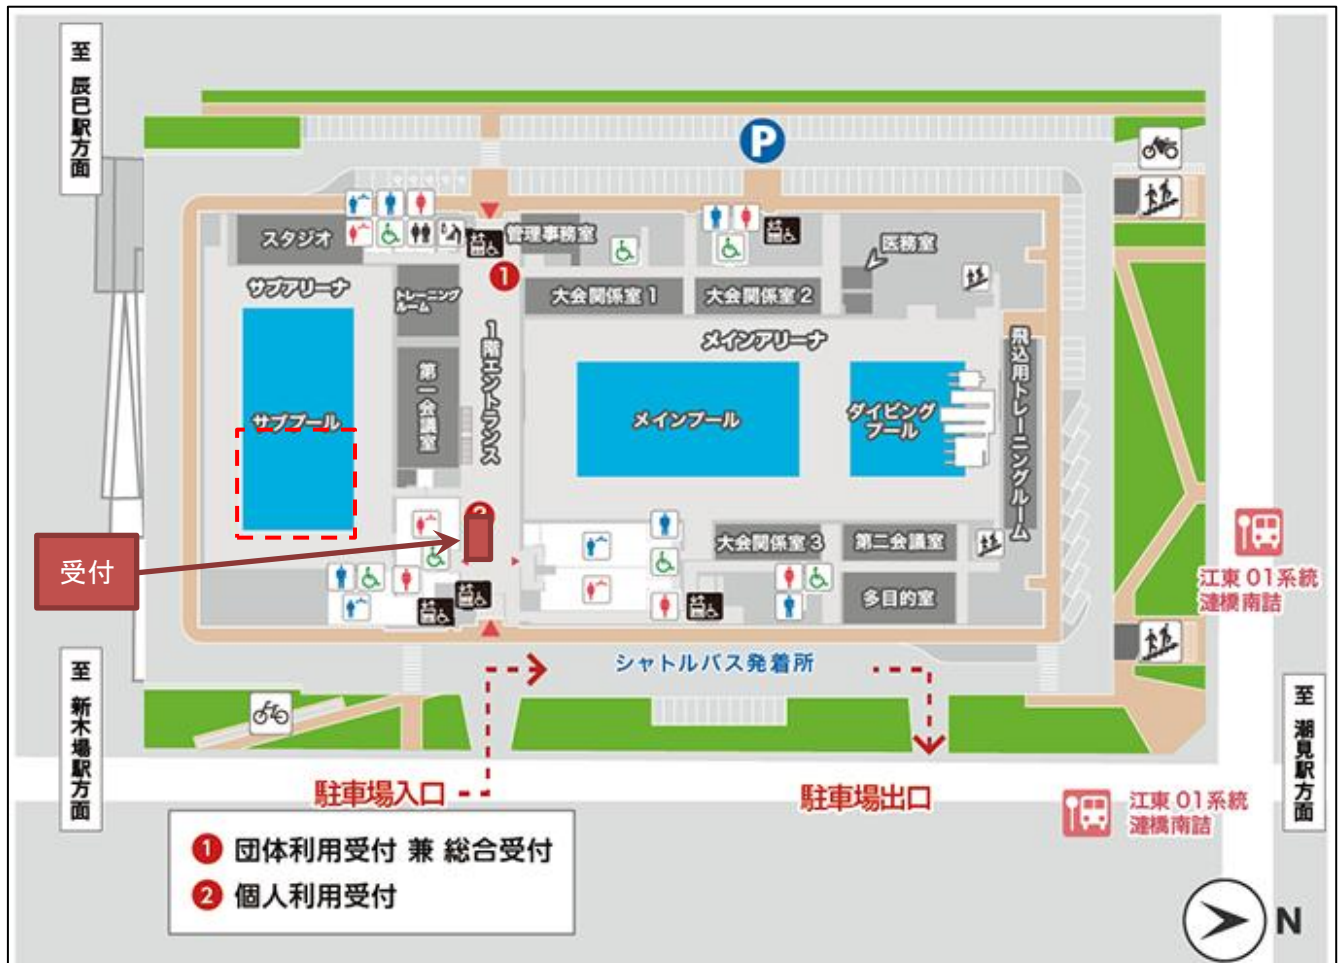 至 辰巳駅方面
P
スタジオ
管理事務室
医務室
1
サブアリーナ
トレーニング
ルーム
大会関係室 1
大会関係室 2
1階エントランス
メインアリーナ
飛込用トレーニングルーム
第一会議室
サブプール
メインプール
ダイビング
プール
2
受付
大会関係室 3
第二会議室
多目的室
江東 01系統
漣橋南詰
シャトルバス発着所
至 新木場駅方面
至 潮見駅方面
駐車場入口
駐車場出口
江東 01系統
漣橋南詰
1 団体利用受付 兼 総合受付
2 個人利用受付
N